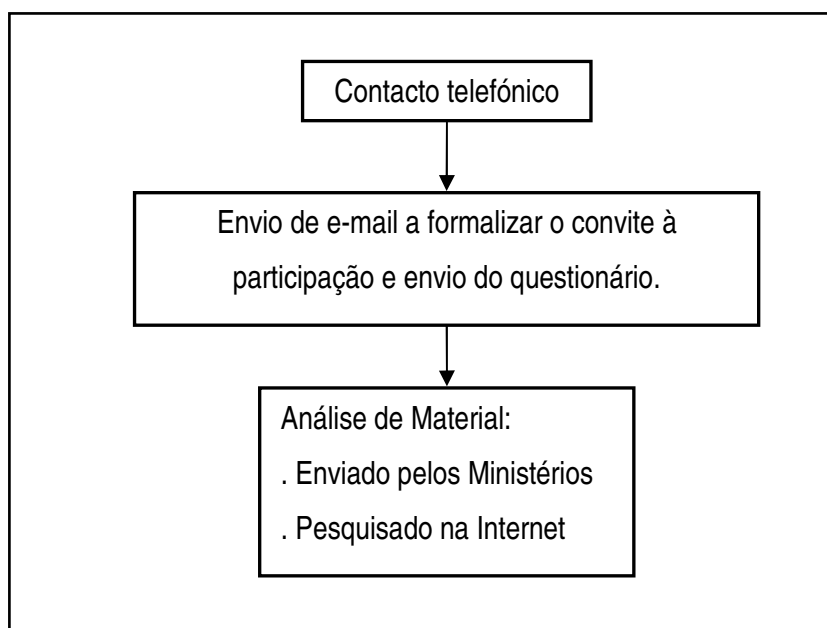 Contacto telefónico
Envio de e-mail a formalizar o convite à
participação e envio do questionário.
Análise de Material:
. Enviado pelos Ministérios
. Pesquisado na Internet